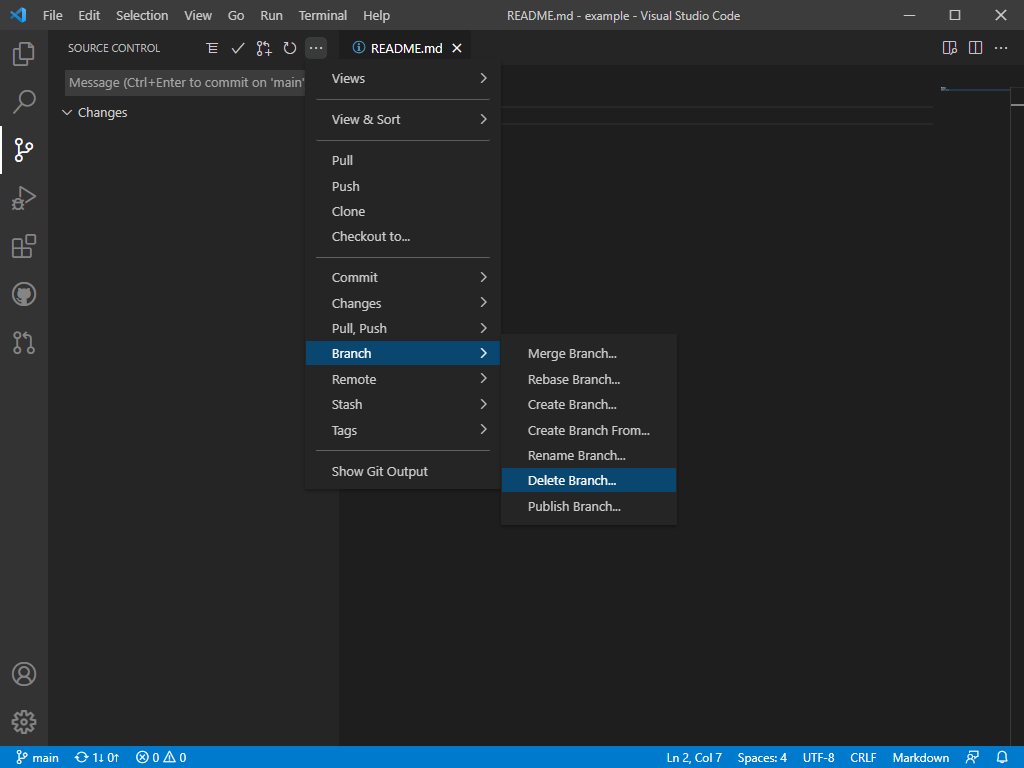 File Edit Selection View Go Run Terminal Help README.md - example - Visual Studio Code
SOURCE CONTROL
README.md
Message (Ctrl+Enter to commit on 'main'
Changes
Views
View & Sort
Pull
Push
Clone
Checkout to...
Commit
Changes
Pull, Push
Branch
Remote
Stash
Tags
Show Git Output
Merge Branch...
Rebase Branch...
Create Branch...
Create Branch From...
Rename Branch...
Delete Branch...
Publish Branch...
main 1↓ 0↑ 0 0 Ln 2, Col 7 Spaces: 4 UTF-8 CRLF Markdown